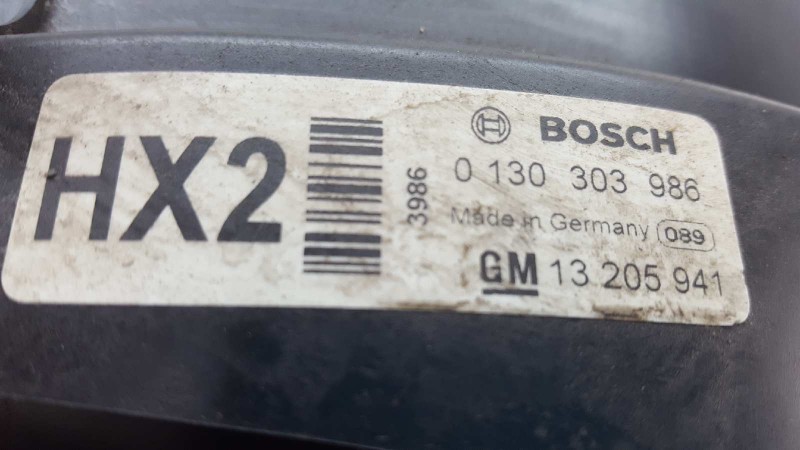 HX2
3986
BOSCH
0 130 303 986
Made in Germany 089
GM 13 205 941